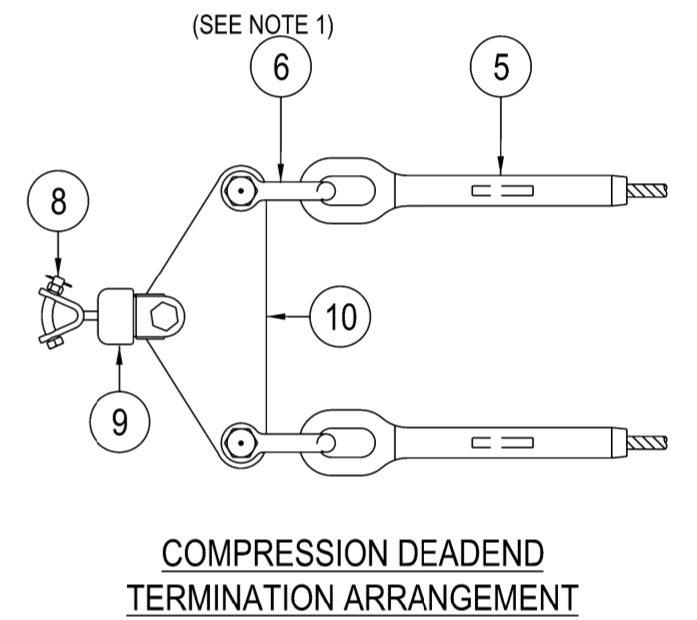 (SEE NOTE 1)
6
5
8
10
9
COMPRESSION DEADEND
TERMINATION ARRANGEMENT